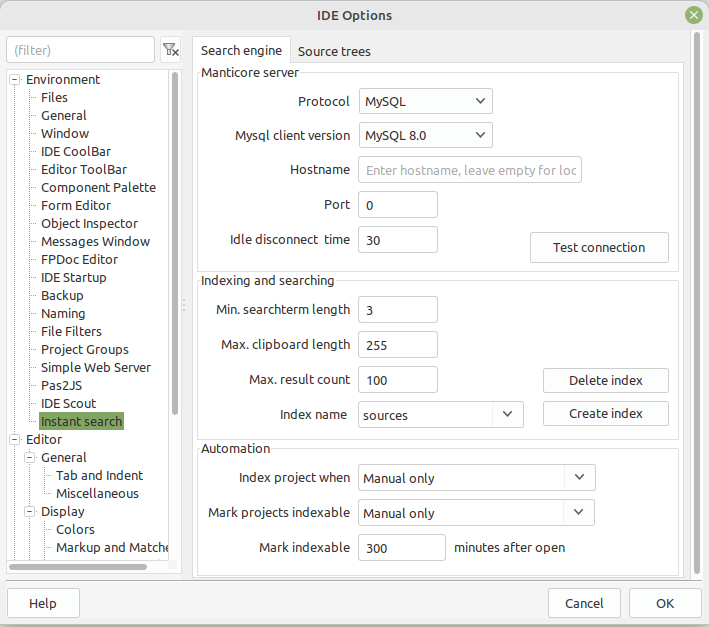 IDE Options
(filter)
Environment
Files
General
Window
IDE CoolBar
Editor ToolBar
Component Palette
Form Editor
Object Inspector
Messages Window
FPDoc Editor
IDE Startup
Backup
Naming
File Filters
Project Groups
Simple Web Server
Pas2JS
IDE Scout
Instant search
Editor
General
Tab and Indent
Miscellaneous
Display
Colors
Markup and Matche
Search engine Source trees
Manticore server
Protocol MySQL
Mysql client version MySQL 8.0
Hostname Enter hostname, leave empty for loc
Port 0
Idle disconnect time 30
Test connection
Indexing and searching
Min. searchterm length 3
Max. clipboard length 255
Max. result count 100 Delete index
Index name sources Create index
Automation
Index project when Manual only
Mark projects indexable Manual only
Mark indexable 300 minutes after open
Help Cancel OK